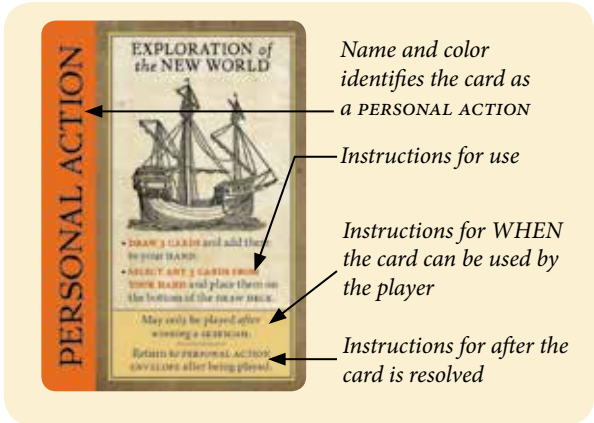 PERSONAL ACTION
EXPLORATION of
the NEW WORLD
• DRAW 3 CARDS and add them
to your HAND.
• SELECT ANY 3 CARDS FROM
YOUR HAND and place them on
the bottom of the DRAW DECK.
May only be played after
winning a SKIRMISH.
Return to PERSONAL ACTION
ENVELOPE after being played.
Name and color
identifies the card as
a PERSONAL ACTION
Instructions for use
Instructions for WHEN
the card can be used by
the player
Instructions for after the
card is resolved